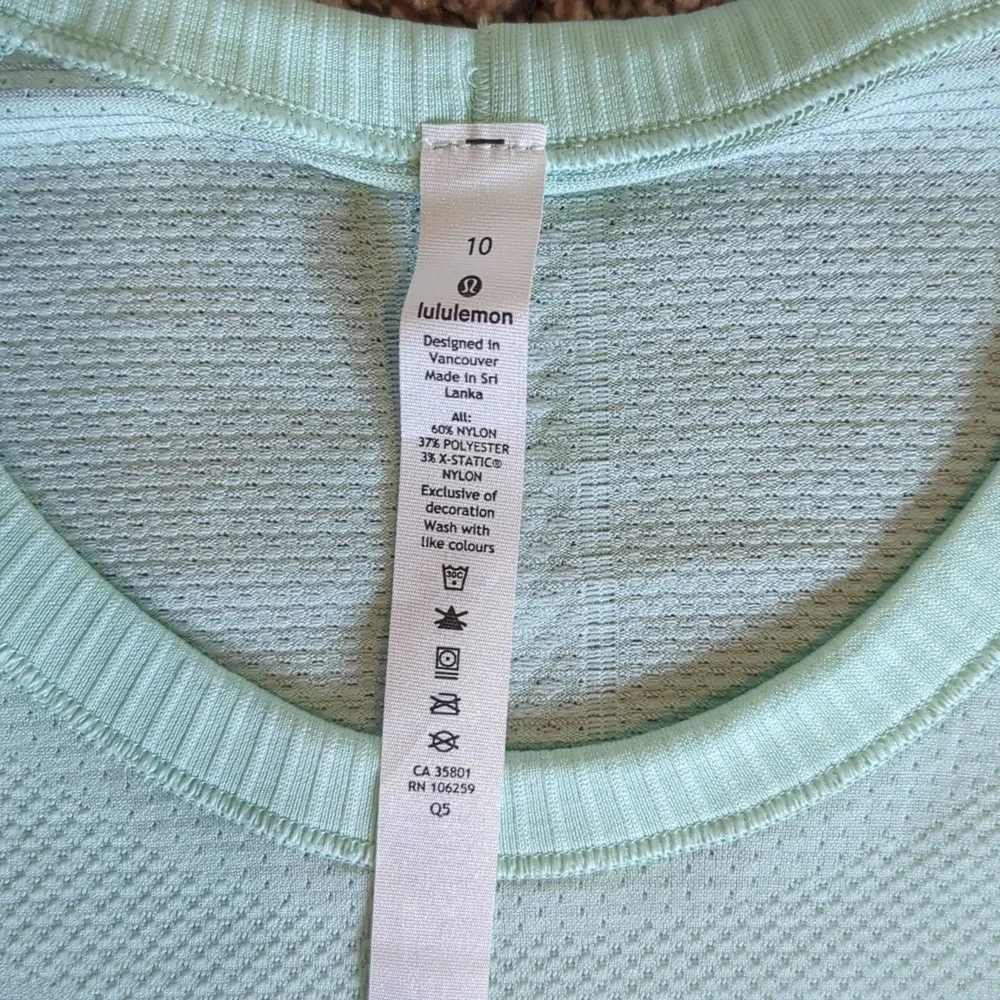 10
lululemon
Designed in
Vancouver
Made in Sri
Lanka
All:
60% NYLON
37% POLYESTER
3% X-STATIC®
NYLON
Exclusive of
decoration
Wash with
like colours
30C
CA 35801
RN 106259
Q5